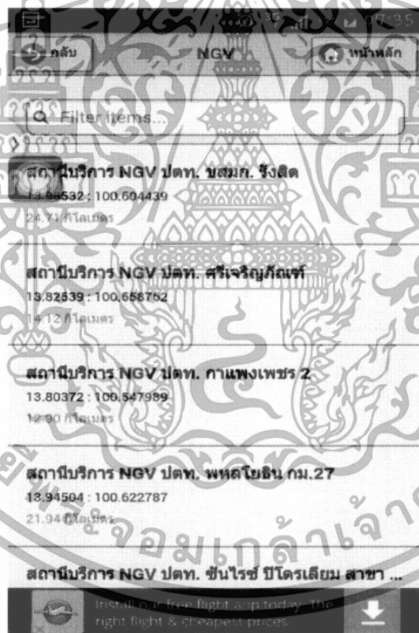 กลับ NGV หน้าหลัก
Filter items...
สถานีบริการ NGV ปตท. ขสมก. รังสิต
13.98532 : 100.604439
24.71 กิโลเมตร
สถานีบริการ NGV ปตท. ศรีเจริญภัณฑ์
13.82539 : 100.658762
14.12 กิโลเมตร
สถานีบริการ NGV ปตท. กำแพงเพชร 2
13.80372 : 100.547989
12.90 กิโลเมตร
สถานีบริการ NGV ปตท. พหลโยธิน กม.27
13.94504 : 100.622787
21.94 กิโลเมตร
สถานีบริการ NGV ปตท. ซันไรซ์ ปิโตรเลียม สาขา ...
Install our free flight app today. The
right flight & cheapest prices.